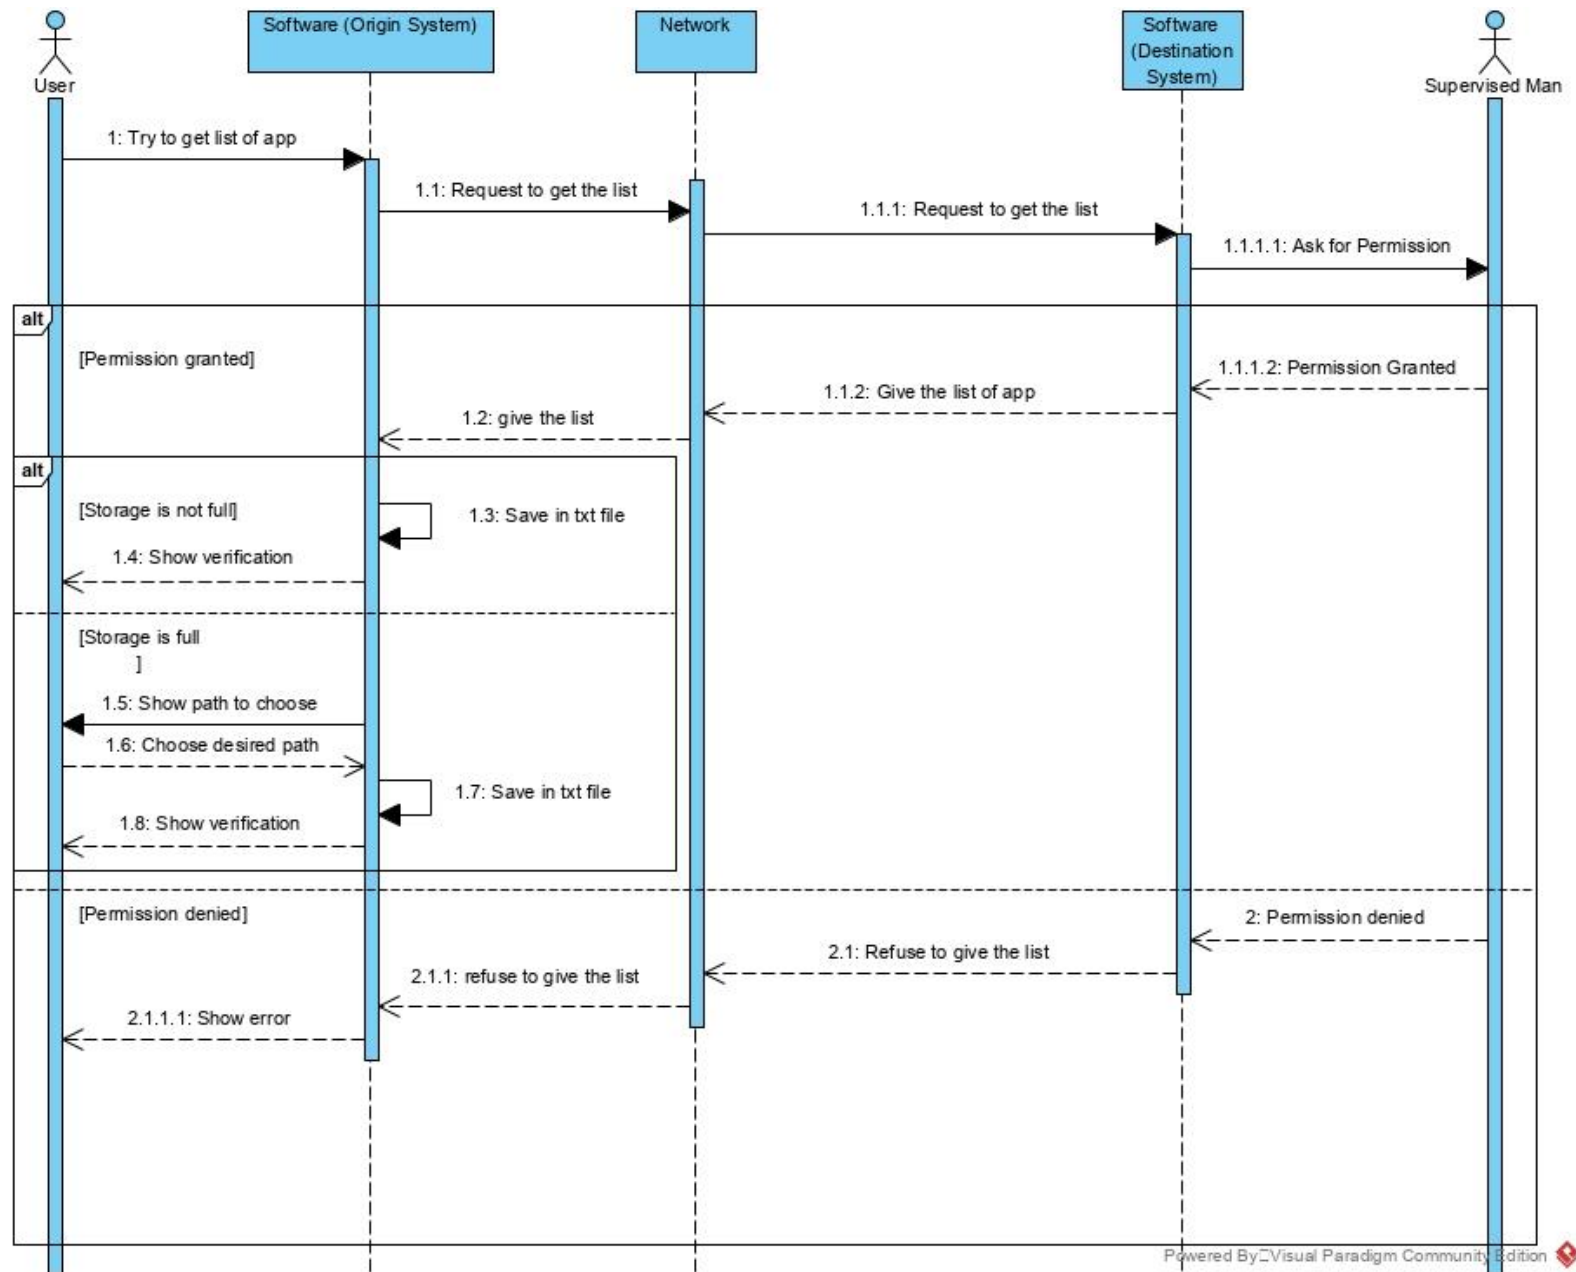 Software (Origin System)
Network
Software
(Destination
System)
User
Supervised Man
1: Try to get list of app
1.1: Request to get the list
1.1.1: Request to get the list
1.1.1.1: Ask for Permission
alt
[Permission granted]
1.1.1.2: Permission Granted
1.1.2: Give the list of app
1.2: give the list
alt
[Storage is not full]
1.3: Save in txt file
1.4: Show verification
[Storage is full
]
1.5: Show path to choose
1.6: Choose desired path
1.7: Save in txt file
1.8: Show verification
[Permission denied]
2: Permission denied
2.1: Refuse to give the list
2.1.1: refuse to give the list
2.1.1.1: Show error
Powered By Visual Paradigm Community Edition